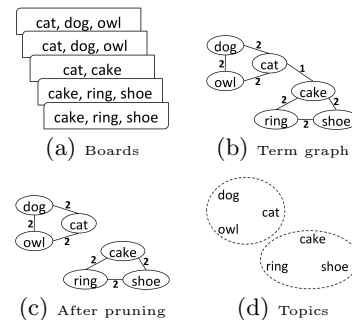 cat, dog, owl
cat, dog, owl
cat, cake
cake, ring, shoe
cake, ring, shoe
(a) Boards
dog
2
cat
2
2
owl
1
cake
2
2
ring
2
shoe
(b) Term graph
dog
2
cat
2
2
owl
cake
2
2
ring
2
shoe
(c) After pruning
dog
cat
owl
cake
ring
shoe
(d) Topics